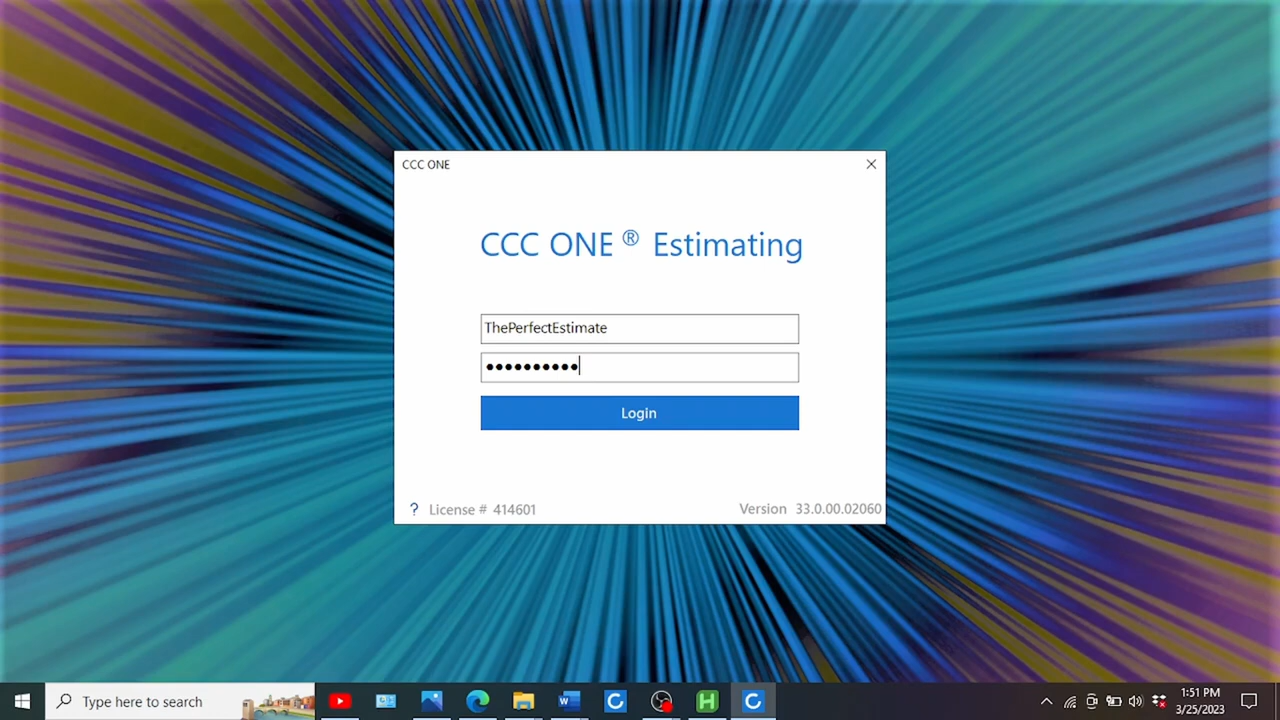 CCC ONE
CCC ONE ® Estimating
ThePerfectEstimate
Login
? License # 414601
Version 33.0.00.02060
Type here to search
W
H
1:51 PM
3/25/2023